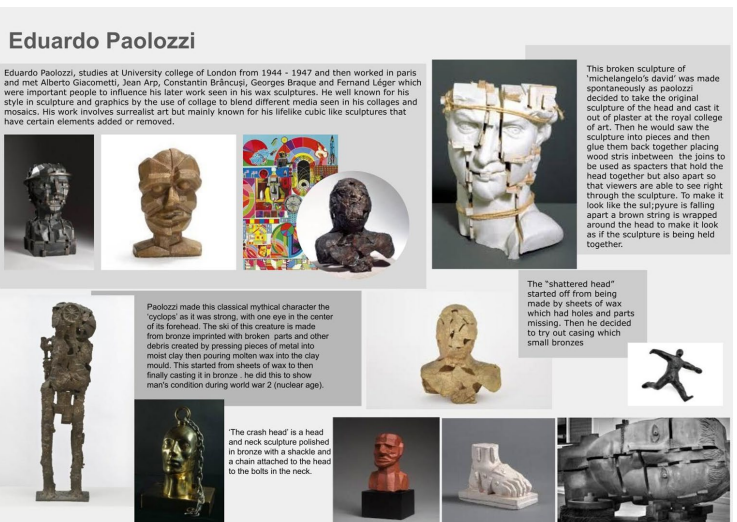 Eduardo Paolozzi
Eduardo Paolozzi, studies at University college of London from 1944 - 1947 and then worked in paris
and met Alberto Giacometti, Jean Arp, Constantin Brâncuși, Georges Braque and Fernand Léger which
were important people to influence his later work seen in his wax sculptures. He well known for his
style in sculpture and graphics by the use of collage to blend different media seen in his collages and
mosaics. His work involves surrealist art but mainly known for his lifelike cubic like sculptures that
have certain elements added or removed.
This broken sculpture of
'michelangelo's david' was made
spontaneously as paolozzi
decided to take the original
sculpture of the head and cast it
out of plaster at the royal college
of art. Then he would saw the
sculpture into pieces and then
glue them back together placing
wood stris inbetween the joins to
be used as spacters that hold the
head together but also apart so
that viewers are able to see right
through the sculpture. To make it
look like the sul;pyure is falling
apart a brown string is wrapped
around the head to make it look
as if the sculpture is being held
together.
Paolozzi made this classical mythical character the
'cyclops' as it was strong, with one eye in the center
of its forehead. The ski of this creature is made
from bronze imprinted with broken parts and other
debris created by pressing pieces of metal into
moist clay then pouring molten wax into the clay
mould. This started from sheets of wax to then
finally casting it in bronze . he did this to show
man's condition during world war 2 (nuclear age).
The "shattered head"
started off from being
made by sheets of wax
which had holes and parts
missing. Then he decided
to try out casing which
small bronzes
'The crash head' is a head
and neck sculpture polished
in bronze with a shackle and
a chain attached to the head
to the bolts in the neck.